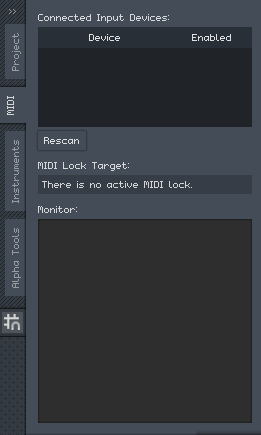 »
Project
MIDI
Instruments
Alpha Tools
Connected Input Devices:
Device Enabled
Rescan
MIDI Lock Target:
There is no active MIDI lock.
Monitor: